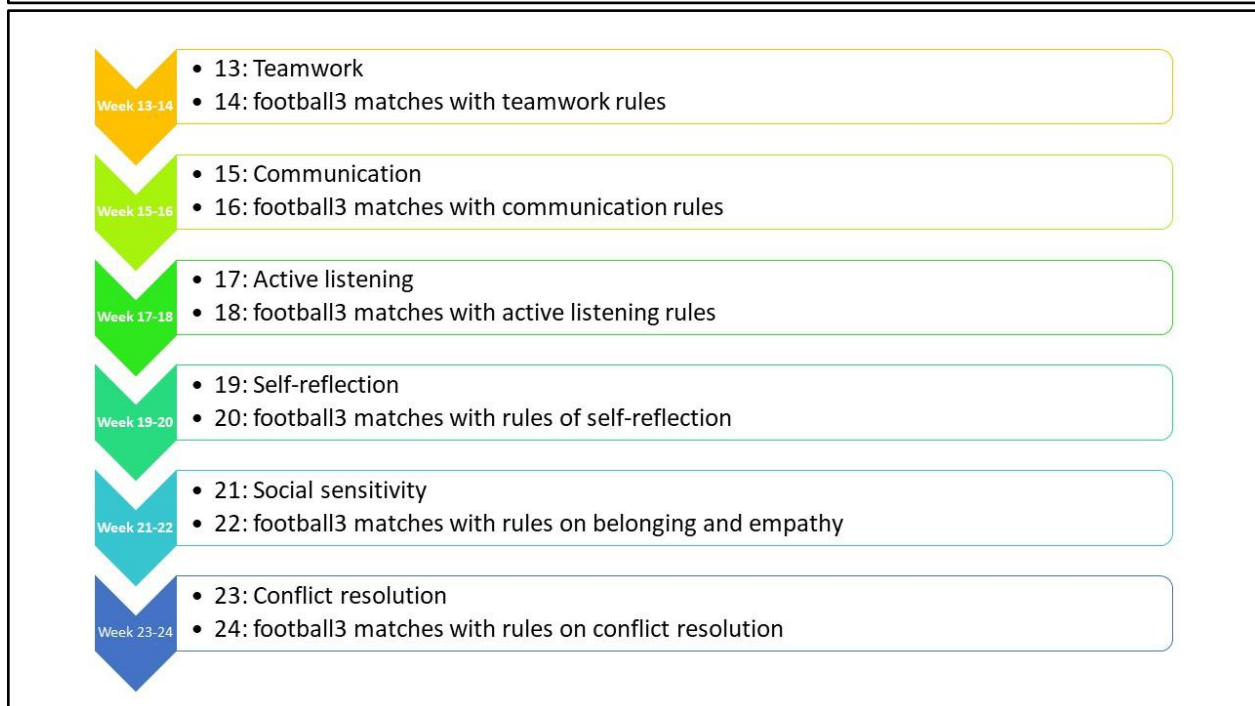 Week 13-14
• 13: Teamwork
• 14: football3 matches with teamwork rules
Week 15-16
• 15: Communication
• 16: football3 matches with communication rules
Week 17-18
• 17: Active listening
• 18: football3 matches with active listening rules
Week 19-20
• 19: Self-reflection
• 20: football3 matches with rules of self-reflection
Week 21-22
• 21: Social sensitivity
• 22: football3 matches with rules on belonging and empathy
Week 23-24
• 23: Conflict resolution
• 24: football3 matches with rules on conflict resolution